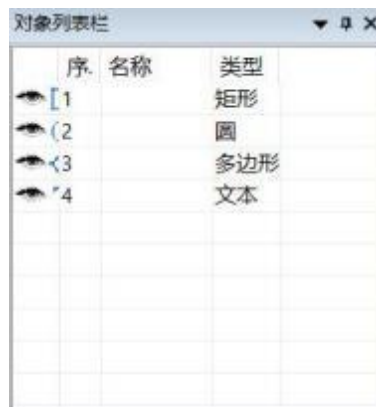 对象列表栏
序. 名称 类型
1 矩形
2 圆
3 多边形
4 文本